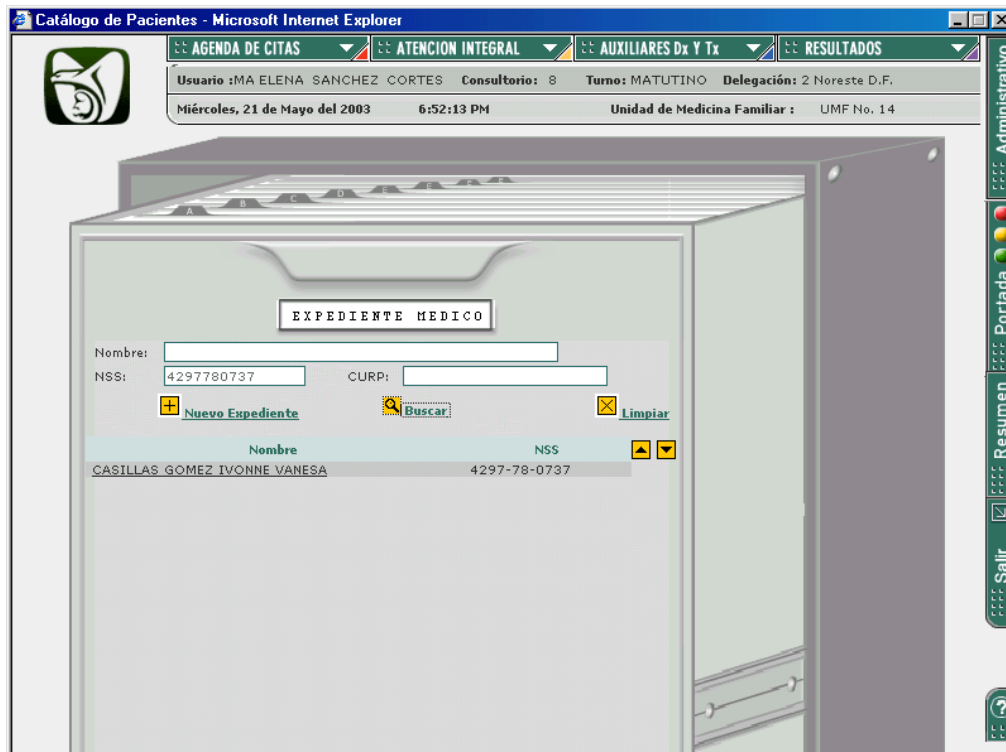 Catálogo de Pacientes - Microsoft Internet Explorer
:: AGENDA DE CITAS :: ATENCION INTEGRAL :: AUXILIARES Dx Y Tx :: RESULTADOS
Usuario :MA ELENA SANCHEZ CORTES Consultorio: 8 Turno: MATUTINO Delegación: 2 Noreste D.F.
Miércoles, 21 de Mayo del 2003 6:52:13 PM Unidad de Medicina Familiar : UMF No. 14
Administrativo
Portada
Resumen
Salir
?
A B C D E E F F
EXPEDIENTE MEDICO
Nombre:
NSS: 4297780737 CURP:
Nuevo Expediente Buscar Limpiar
Nombre NSS
CASILLAS GOMEZ IVONNE VANESA 4297-78-0737